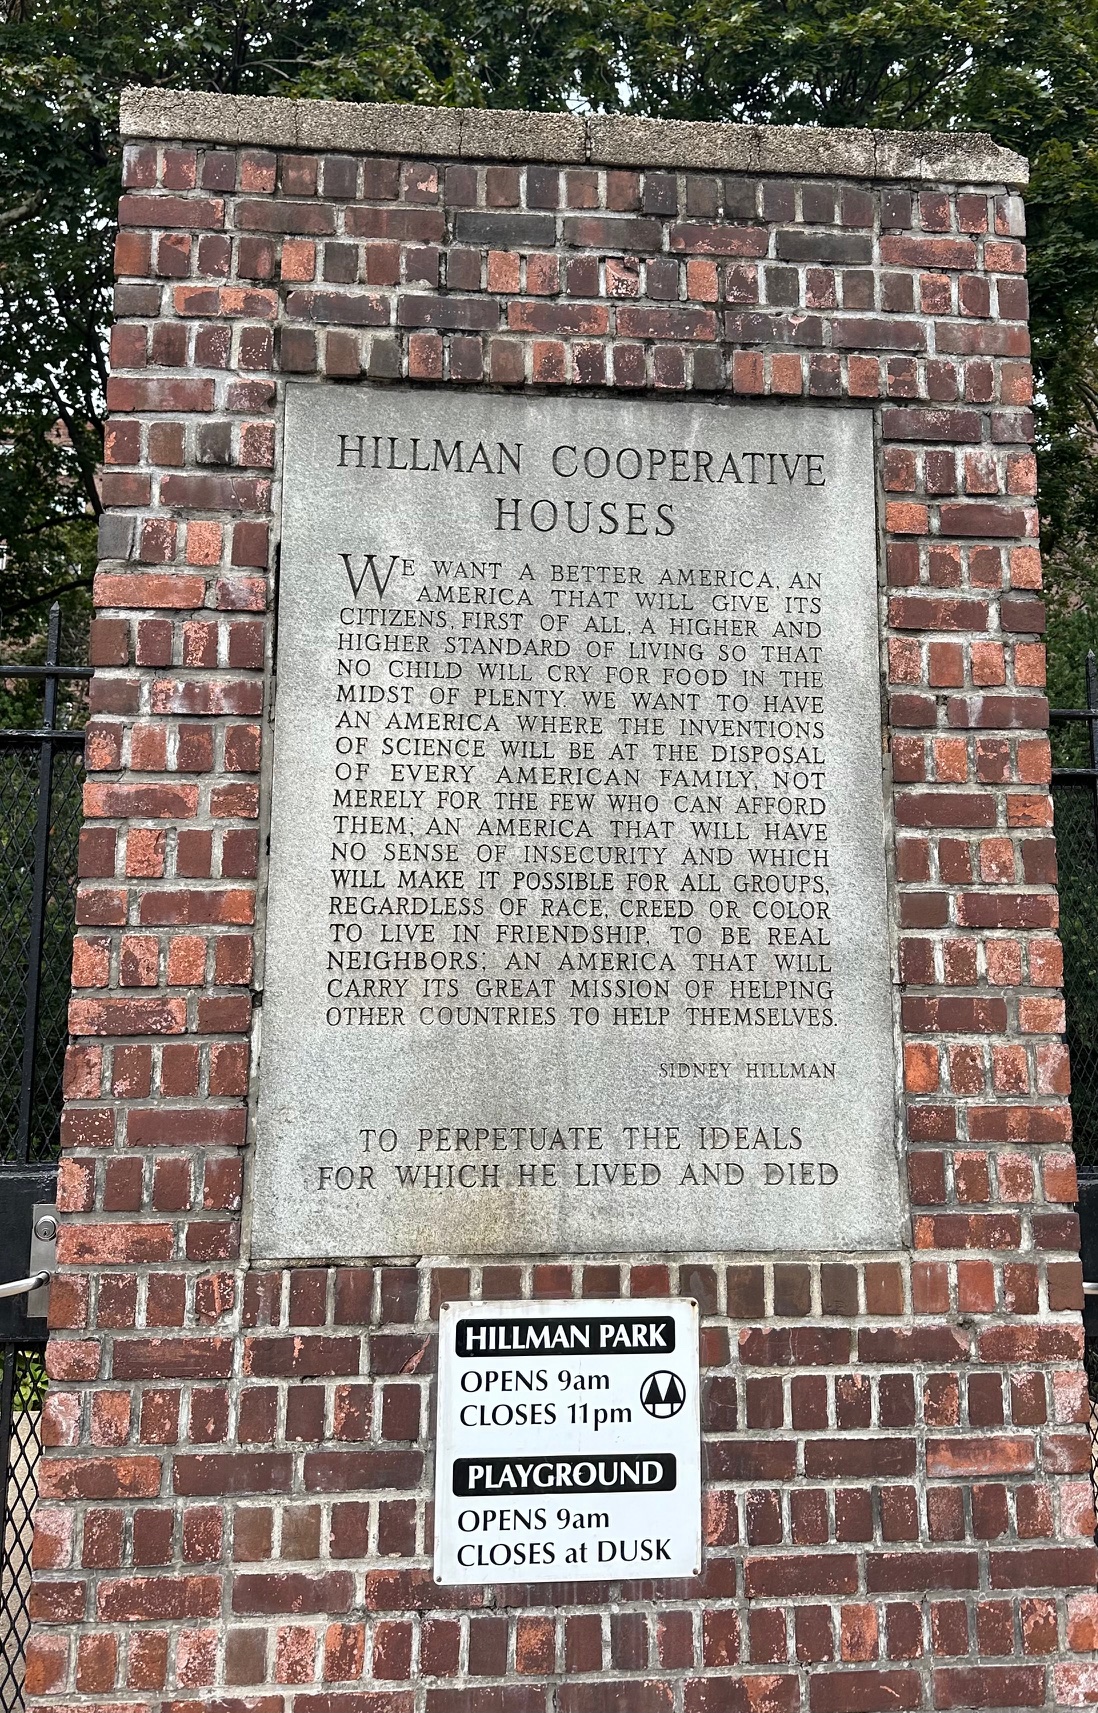 HILLMAN COOPERATIVE
HOUSES
WE WANT A BETTER AMERICA, AN
AMERICA THAT WILL GIVE ITS
CITIZENS, FIRST OF ALL, A HIGHER AND
HIGHER STANDARD OF LIVING SO THAT
NO CHILD WILL CRY FOR FOOD IN THE
MIDST OF PLENTY. WE WANT TO HAVE
AN AMERICA WHERE THE INVENTIONS
OF SCIENCE WILL BE AT THE DISPOSAL
OF EVERY AMERICAN FAMILY, NOT
MERELY FOR THE FEW WHO CAN AFFORD
THEM; AN AMERICA THAT WILL HAVE
NO SENSE OF INSECURITY AND WHICH
WILL MAKE IT POSSIBLE FOR ALL GROUPS,
REGARDLESS OF RACE, CREED OR COLOR
TO LIVE IN FRIENDSHIP, TO BE REAL
NEIGHBORS; AN AMERICA THAT WILL
CARRY ITS GREAT MISSION OF HELPING
OTHER COUNTRIES TO HELP THEMSELVES.
SIDNEY HILLMAN
TO PERPETUATE THE IDEALS
FOR WHICH HE LIVED AND DIED
HILLMAN PARK
OPENS 9am
CLOSES 11pm
PLAYGROUND
OPENS 9am
CLOSES at DUSK